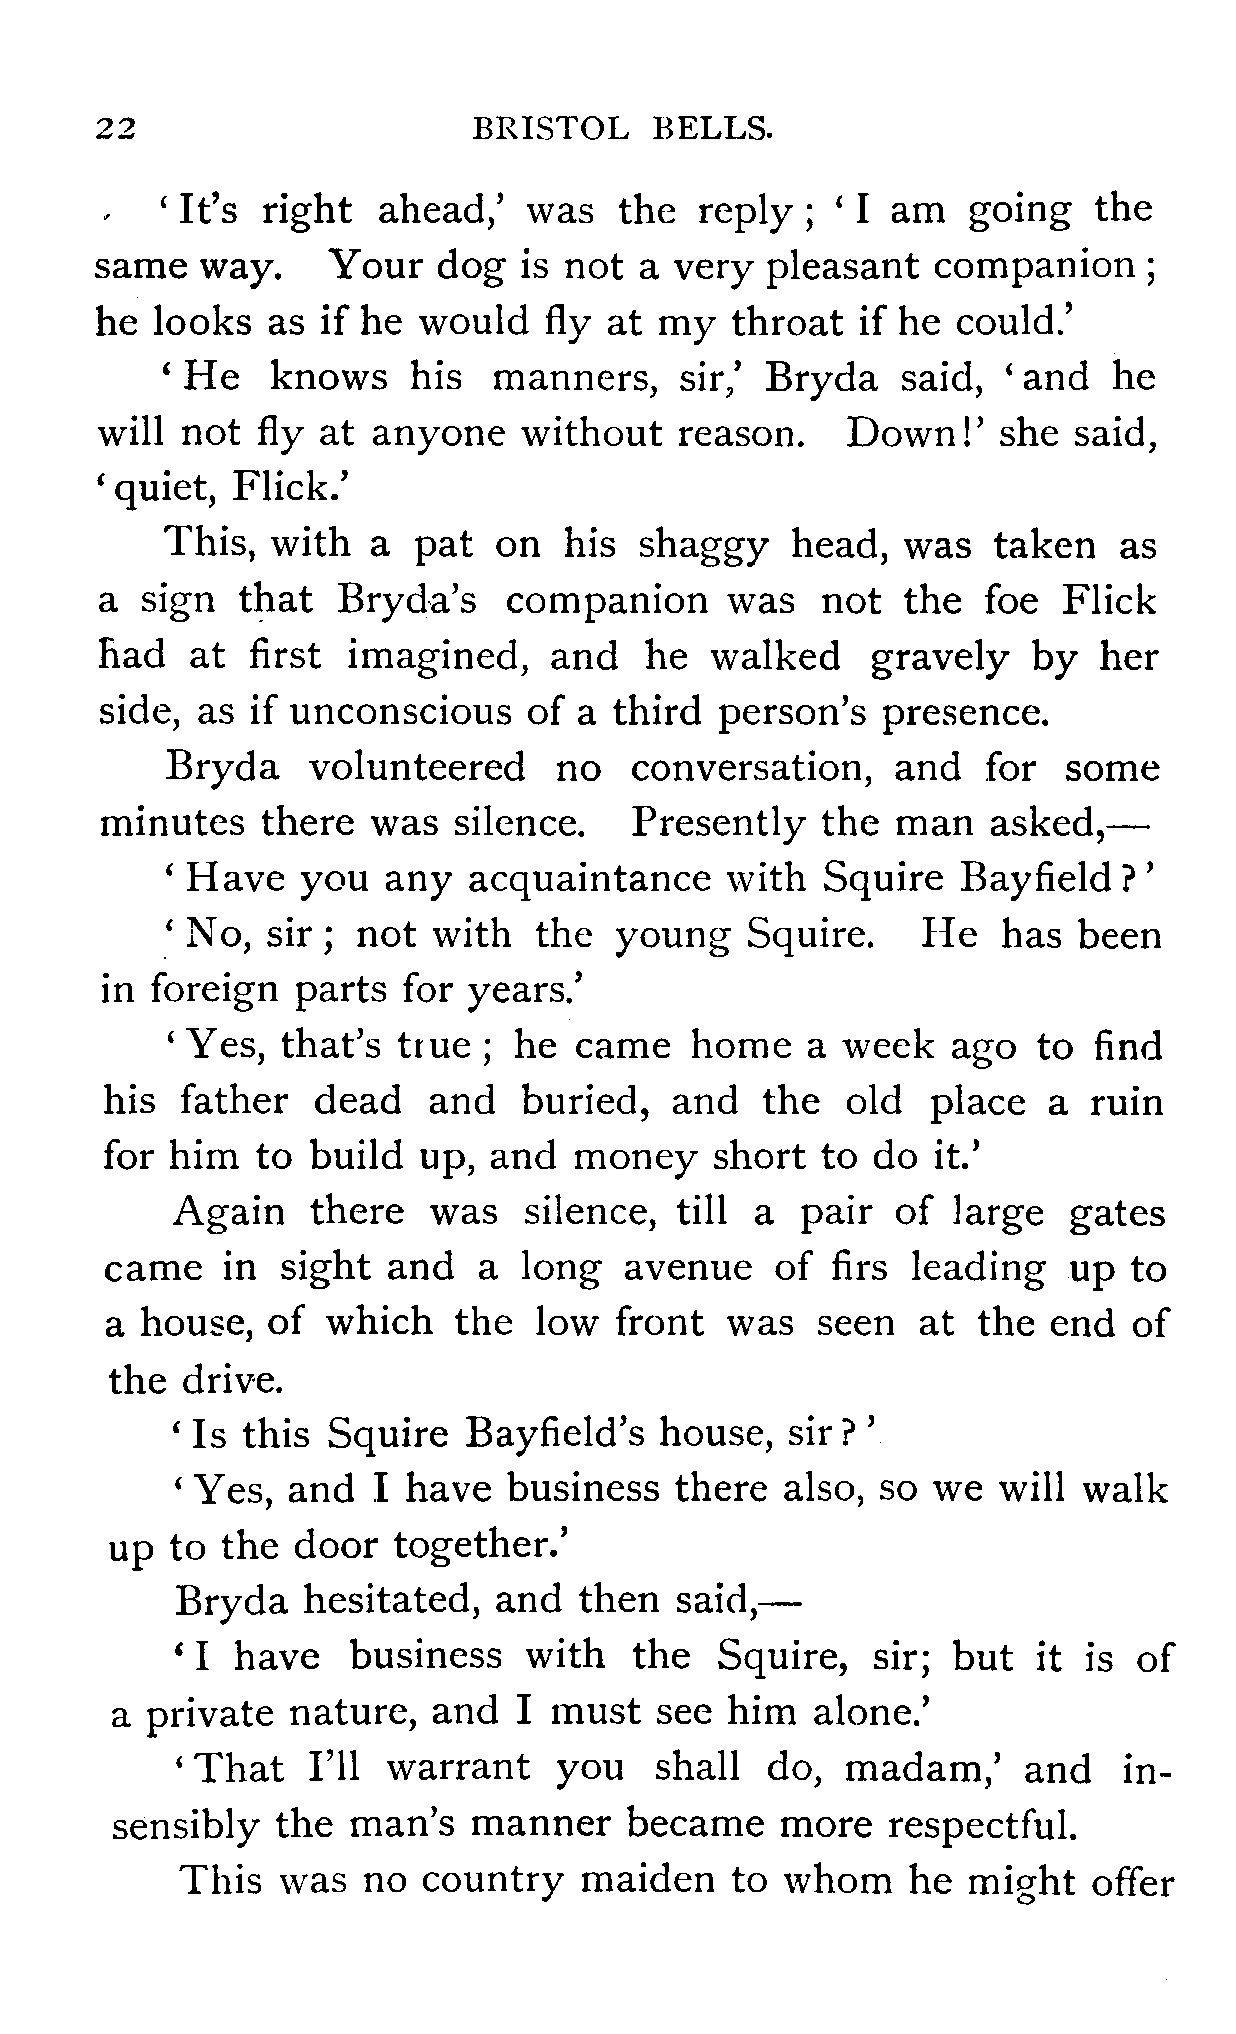 22 BRISTOL BELLS.
‘ It’s right ahead,’ was the reply ; ‘ I am going the
same way. Your dog is not a very pleasant companion ;
he looks as if he would fly at my throat if he could.’
‘ He knows his manners, sir,’ Bryda said, ‘ and he
will not fly at anyone without reason. Down !’ she said,
‘ quiet, Flick.’
This, with a pat on his shaggy head, was taken as
a sign that Bryda’s companion was not the foe Flick
had at first imagined, and he walked gravely by her
side, as if unconscious of a third person’s presence.
Bryda volunteered no conversation, and for some
minutes there was silence. Presently the man asked,—
‘ Have you any acquaintance with Squire Bayfield ? ’
‘ No, sir ; not with the young Squire. He has been
in foreign parts for years.’
‘ Yes, that’s true ; he came home a week ago to find
his father dead and buried, and the old place a ruin
for him to build up, and money short to do it.’
Again there was silence, till a pair of large gates
came in sight and a long avenue of firs leading up to
a house, of which the low front was seen at the end of
the drive.
‘ Is this Squire Bayfield’s house, sir ? ’
‘ Yes, and I have business there also, so we will walk
up to the door together.’
Bryda hesitated, and then said,—
‘ I have business with the Squire, sir; but it is of
a private nature, and I must see him alone.’
‘ That I’ll warrant you shall do, madam,’ and in-
sensibly the man’s manner became more respectful.
This was no country maiden to whom he might offer